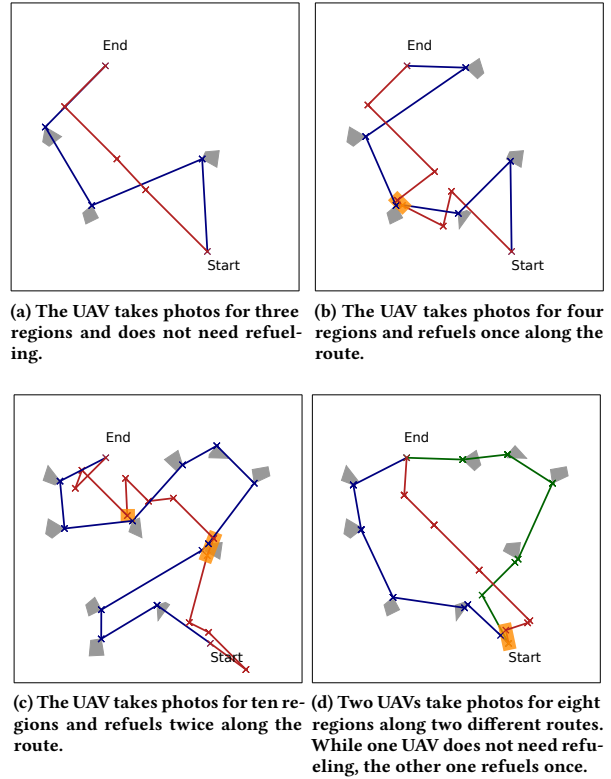 End
Start
(a) The UAV takes photos for three
regions and does not need refuel-
ing.
End
Start
(b) The UAV takes photos for four
regions and refuels once along the
route.
End
Start
(c) The UAV takes photos for ten re-
gions and refuels twice along the
route.
End
Start
(d) Two UAVs take photos for eight
regions along two different routes.
While one UAV does not need refu-
eling, the other one refuels once.